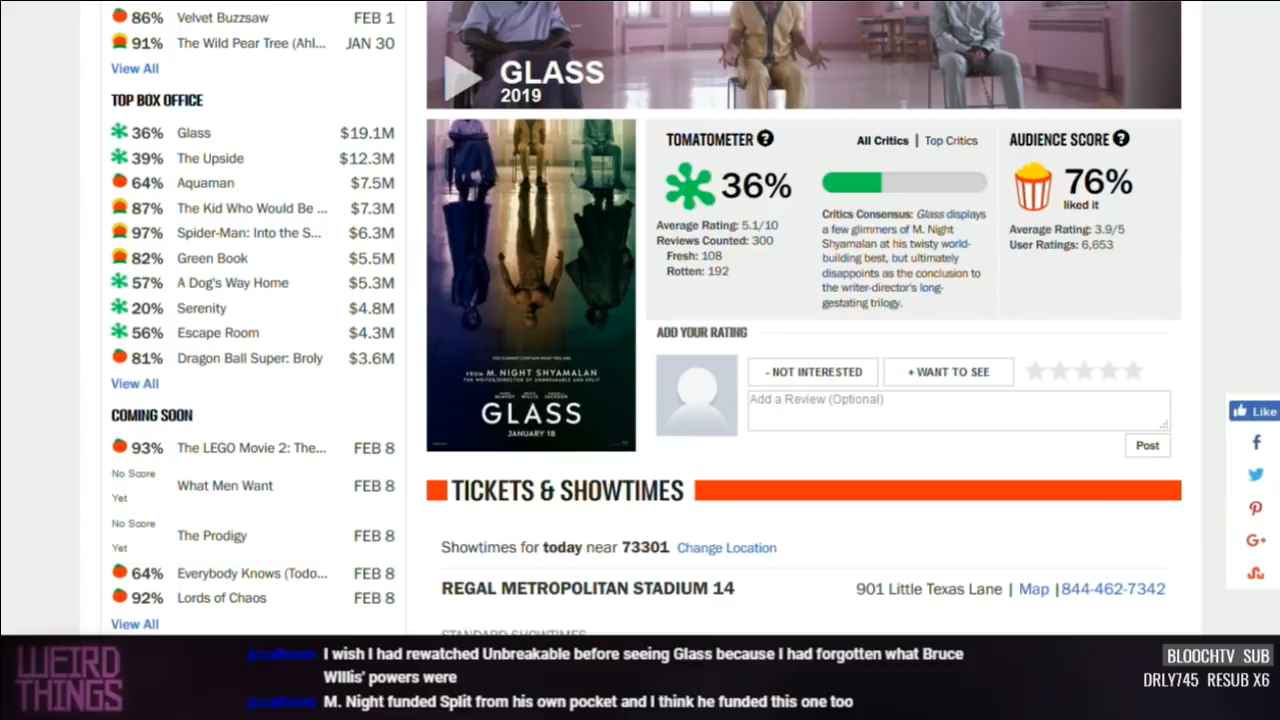 86% Velvet Buzzsaw FEB 1
91% The Wild Pear Tree (Ahl... JAN 30
View All
TOP BOX OFFICE
36% Glass $19.1M
39% The Upside $12.3M
64% Aquaman $7.5M
87% The Kid Who Would Be ... $7.3M
97% Spider-Man: Into the S... $6.3M
82% Green Book $5.5M
57% A Dog's Way Home $5.3M
20% Serenity $4.8M
56% Escape Room $4.3M
81% Dragon Ball Super: Broly $3.6M
View All
COMING SOON
93% The LEGO Movie 2: The... FEB 8
No Score
Yet
What Men Want FEB 8
No Score
Yet
The Prodigy FEB 8
64% Everybody Knows (Todo... FEB 8
92% Lords of Chaos FEB 8
View All
GLASS
2019
FROM M. NIGHT SHYAMALAN
GLASS
JANUARY 18
TOMATOMETER ?
All Critics | Top Critics
36%
Average Rating: 5.1/10
Reviews Counted: 300
Fresh: 108
Rotten: 192
Critics Consensus: Glass displays
a few glimmers of M. Night
Shyamalan at his twisty world-
building best, but ultimately
disappoints as the conclusion to
the writer-director's long-
gestating trilogy.
AUDIENCE SCORE ?
76%
liked it
Average Rating: 3.9/5
User Ratings: 6,653
ADD YOUR RATING
- NOT INTERESTED
+ WANT TO SEE
Add a Review (Optional)
Post
TICKETS & SHOWTIMES
Showtimes for today near 73301 Change Location
REGAL METROPOLITAN STADIUM 14
901 Little Texas Lane | Map | 844-462-7342
STANDARD SHOWTIMES
Like
WEIRD
THINGS
I wish I had rewatched Unbreakable before seeing Glass because I had forgotten what Bruce
WIllis' powers were
M. Night funded Split from his own pocket and I think he funded this one too
BLOOCHTV SUB
DRLY745 RESUB X6